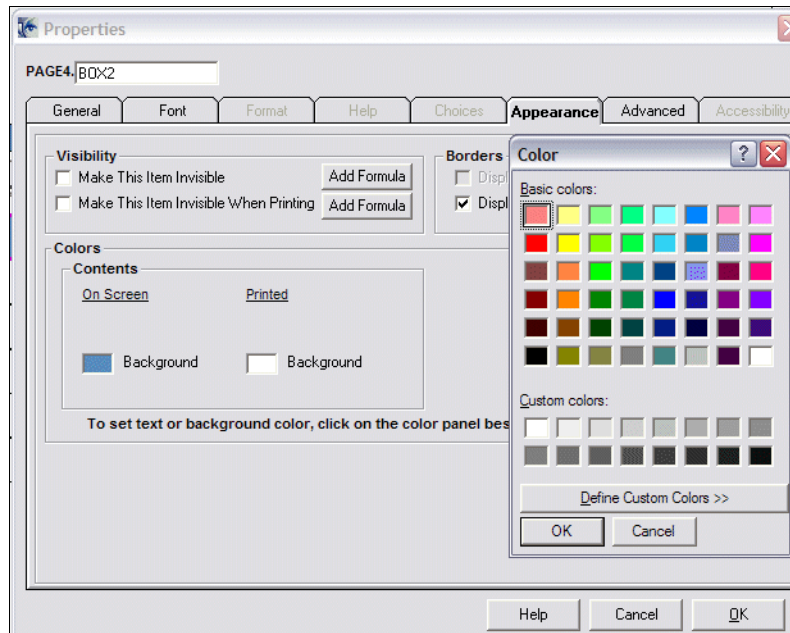 Properties
PAGE4. BOX2
General Font Format Help Choices Appearance Advanced Accessibility
Visibility
Make This Item Invisible Add Formula
Make This Item Invisible When Printing Add Formula
Borders
Disp
Displ
Colors
Contents
On Screen Printed
Background Background
To set text or background color, click on the color panel bes
Color
?
Basic colors:
Custom colors:
Define Custom Colors >>
OK Cancel
Help Cancel OK